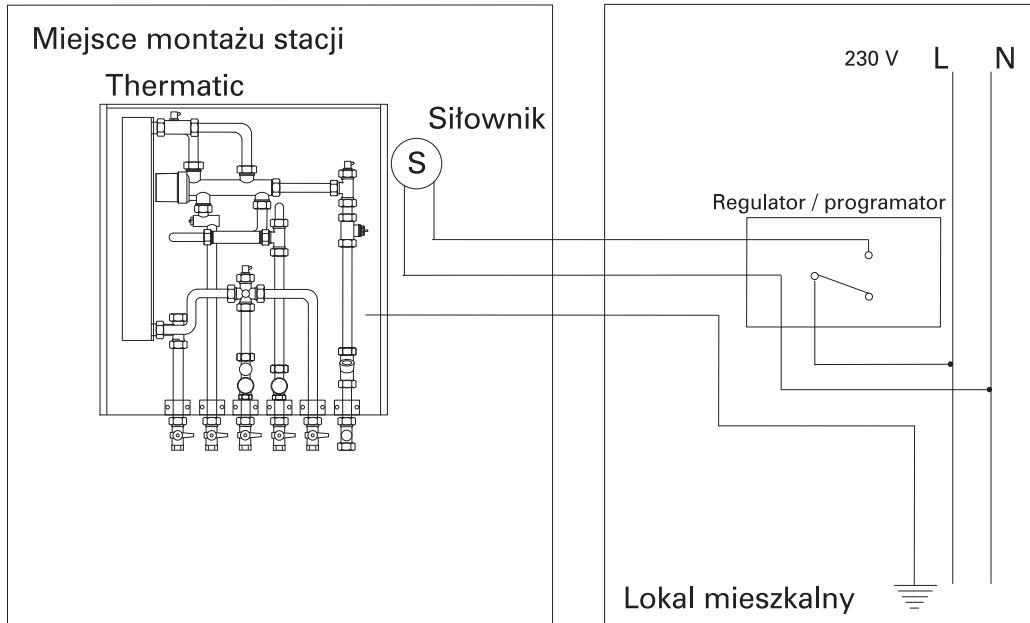 Miejsce montażu stacji
Thermatic
Siłownik
S
230 V L N
Regulator / programator
Lokal mieszkalny